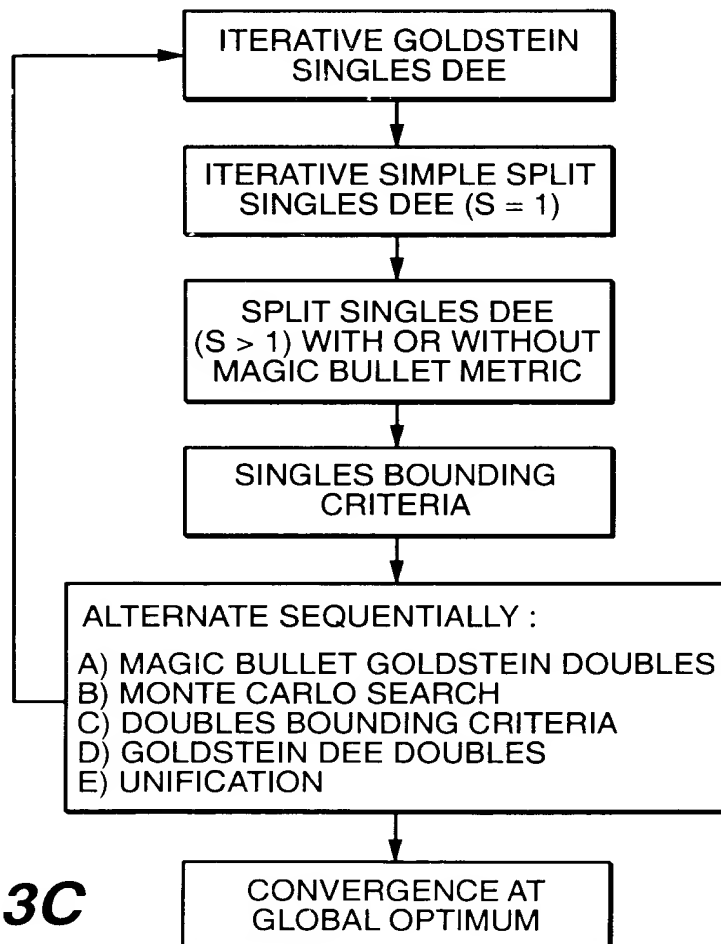 ITERATIVE GOLDSTEIN
SINGLES DEE
ITERATIVE SIMPLE SPLIT
SINGLES DEE (S = 1)
SPLIT SINGLES DEE
(S > 1) WITH OR WITHOUT
MAGIC BULLET METRIC
SINGLES BOUNDING
CRITERIA
ALTERNATE SEQUENTIALLY :
A) MAGIC BULLET GOLDSTEIN DOUBLES
B) MONTE CARLO SEARCH
C) DOUBLES BOUNDING CRITERIA
D) GOLDSTEIN DEE DOUBLES
E) UNIFICATION
CONVERGENCE AT
GLOBAL OPTIMUM
3C